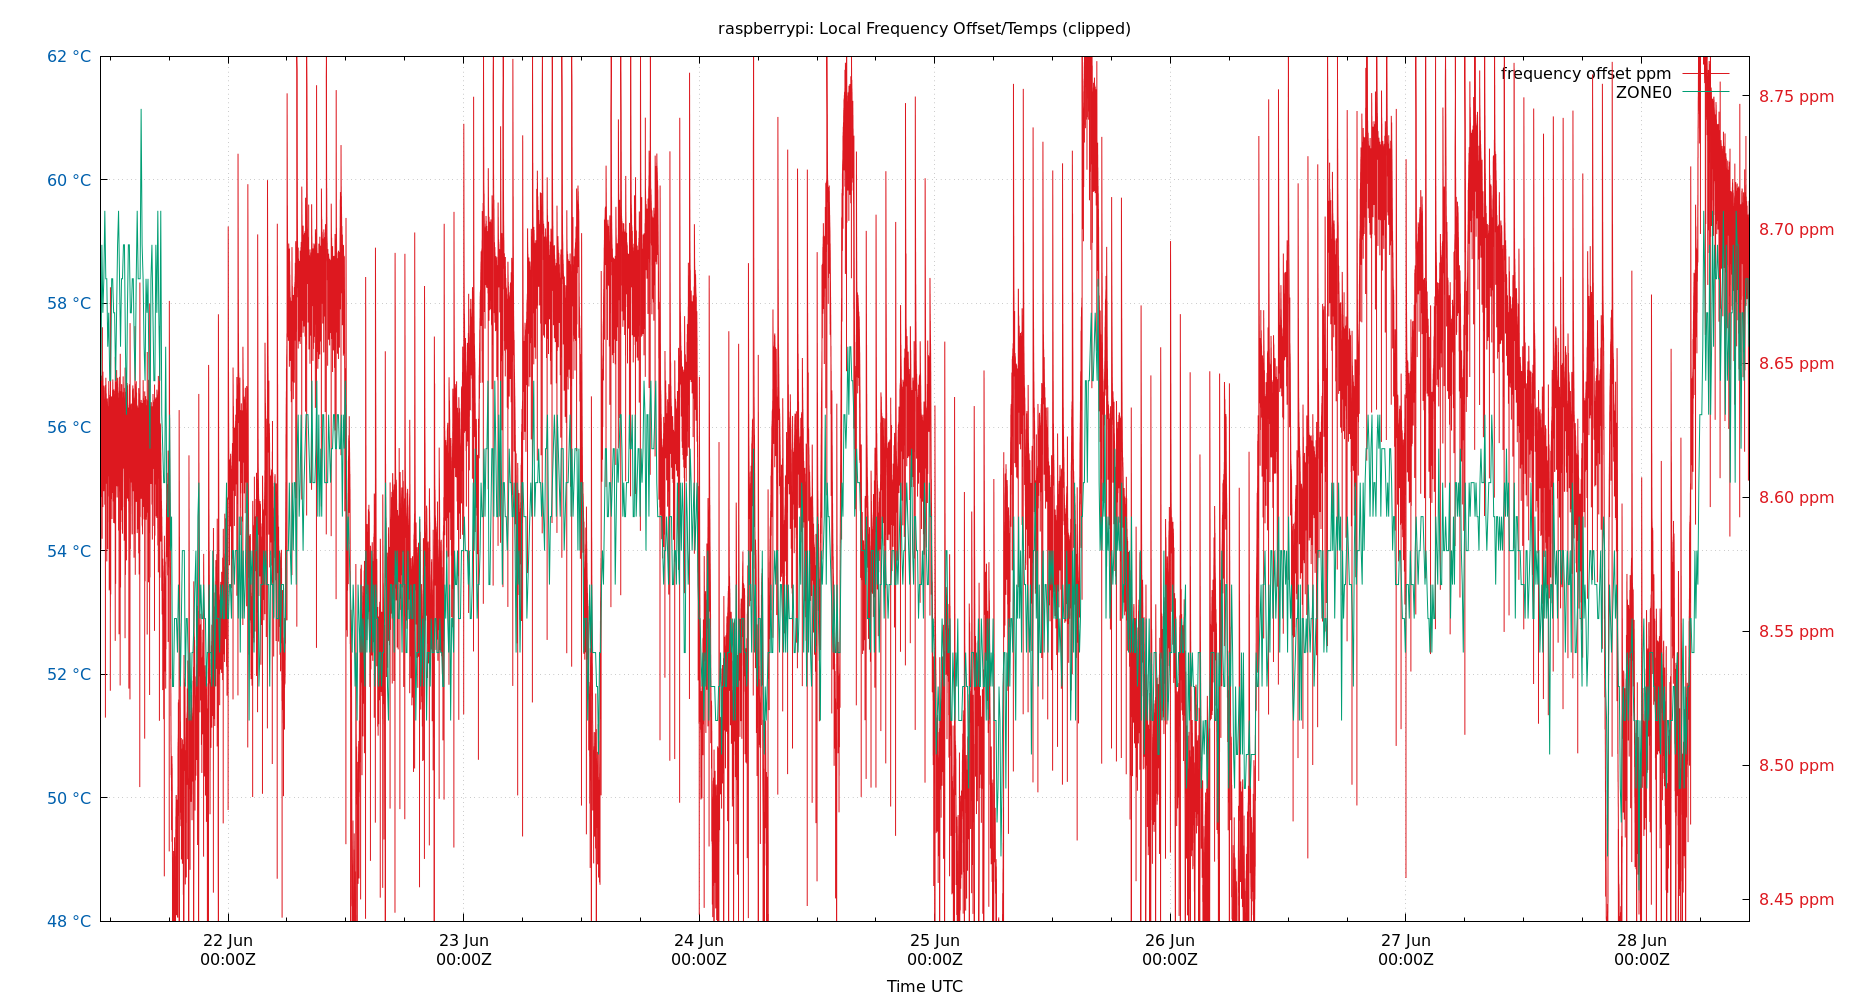 raspberrypi: Local Frequency Offset/Temps (clipped)
62 °C
60 °C
58 °C
56 °C
54 °C
52 °C
50 °C
48 °C
frequency offset ppm
ZONE0
8.75 ppm
8.70 ppm
8.65 ppm
8.60 ppm
8.55 ppm
8.50 ppm
8.45 ppm
22 Jun 23 Jun 24 Jun 25 Jun 26 Jun 27 Jun 28 Jun
00:00Z 00:00Z 00:00Z 00:00Z 00:00Z 00:00Z 00:00Z
Time UTC